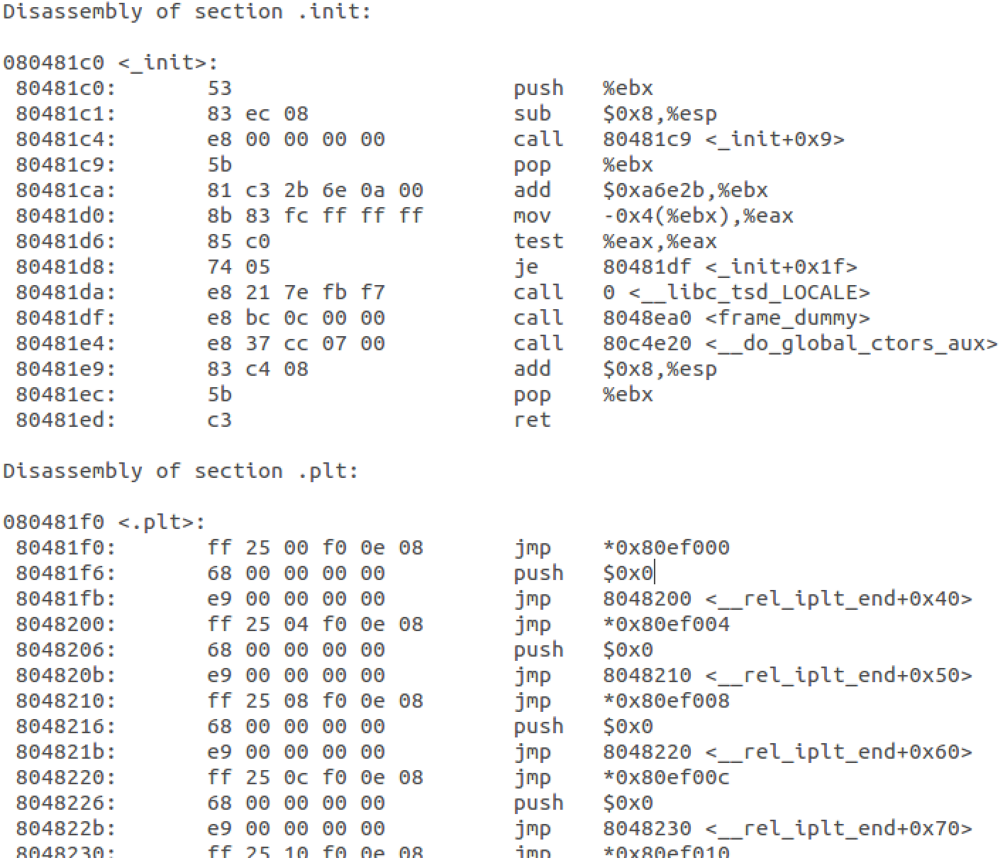 Disassembly of section .init:
080481c0 <_init>:
80481c0: 53 push %ebx
80481c1: 83 ec 08 sub $0x8,%esp
80481c4: e8 00 00 00 00 call 80481c9 <_init+0x9>
80481c9: 5b pop %ebx
80481ca: 81 c3 2b 6e 0a 00 add $0xa6e2b,%ebx
80481d0: 8b 83 fc ff ff ff mov -0x4(%ebx),%eax
80481d6: 85 c0 test %eax,%eax
80481d8: 74 05 je 80481df <_init+0x1f>
80481da: e8 21 7e fb f7 call 0 <__libc_tsd_LOCALE>
80481df: e8 bc 0c 00 00 call 8048ea0 <frame_dummy>
80481e4: e8 37 cc 07 00 call 80c4e20 <__do_global_ctors_aux>
80481e9: 83 c4 08 add $0x8,%esp
80481ec: 5b pop %ebx
80481ed: c3 ret
Disassembly of section .plt:
080481f0 <.plt>:
80481f0: ff 25 00 f0 0e 08 jmp *0x80ef000
80481f6: 68 00 00 00 00 push $0x0
80481fb: e9 00 00 00 00 jmp 8048200 <__rel_iplt_end+0x40>
8048200: ff 25 04 f0 0e 08 jmp *0x80ef004
8048206: 68 00 00 00 00 push $0x0
804820b: e9 00 00 00 00 jmp 8048210 <__rel_iplt_end+0x50>
8048210: ff 25 08 f0 0e 08 jmp *0x80ef008
8048216: 68 00 00 00 00 push $0x0
804821b: e9 00 00 00 00 jmp 8048220 <__rel_iplt_end+0x60>
8048220: ff 25 0c f0 0e 08 jmp *0x80ef00c
8048226: 68 00 00 00 00 push $0x0
804822b: e9 00 00 00 00 jmp 8048230 <__rel_iplt_end+0x70>
8048230: ff 25 10 f0 0e 08 jmp *0x80ef010